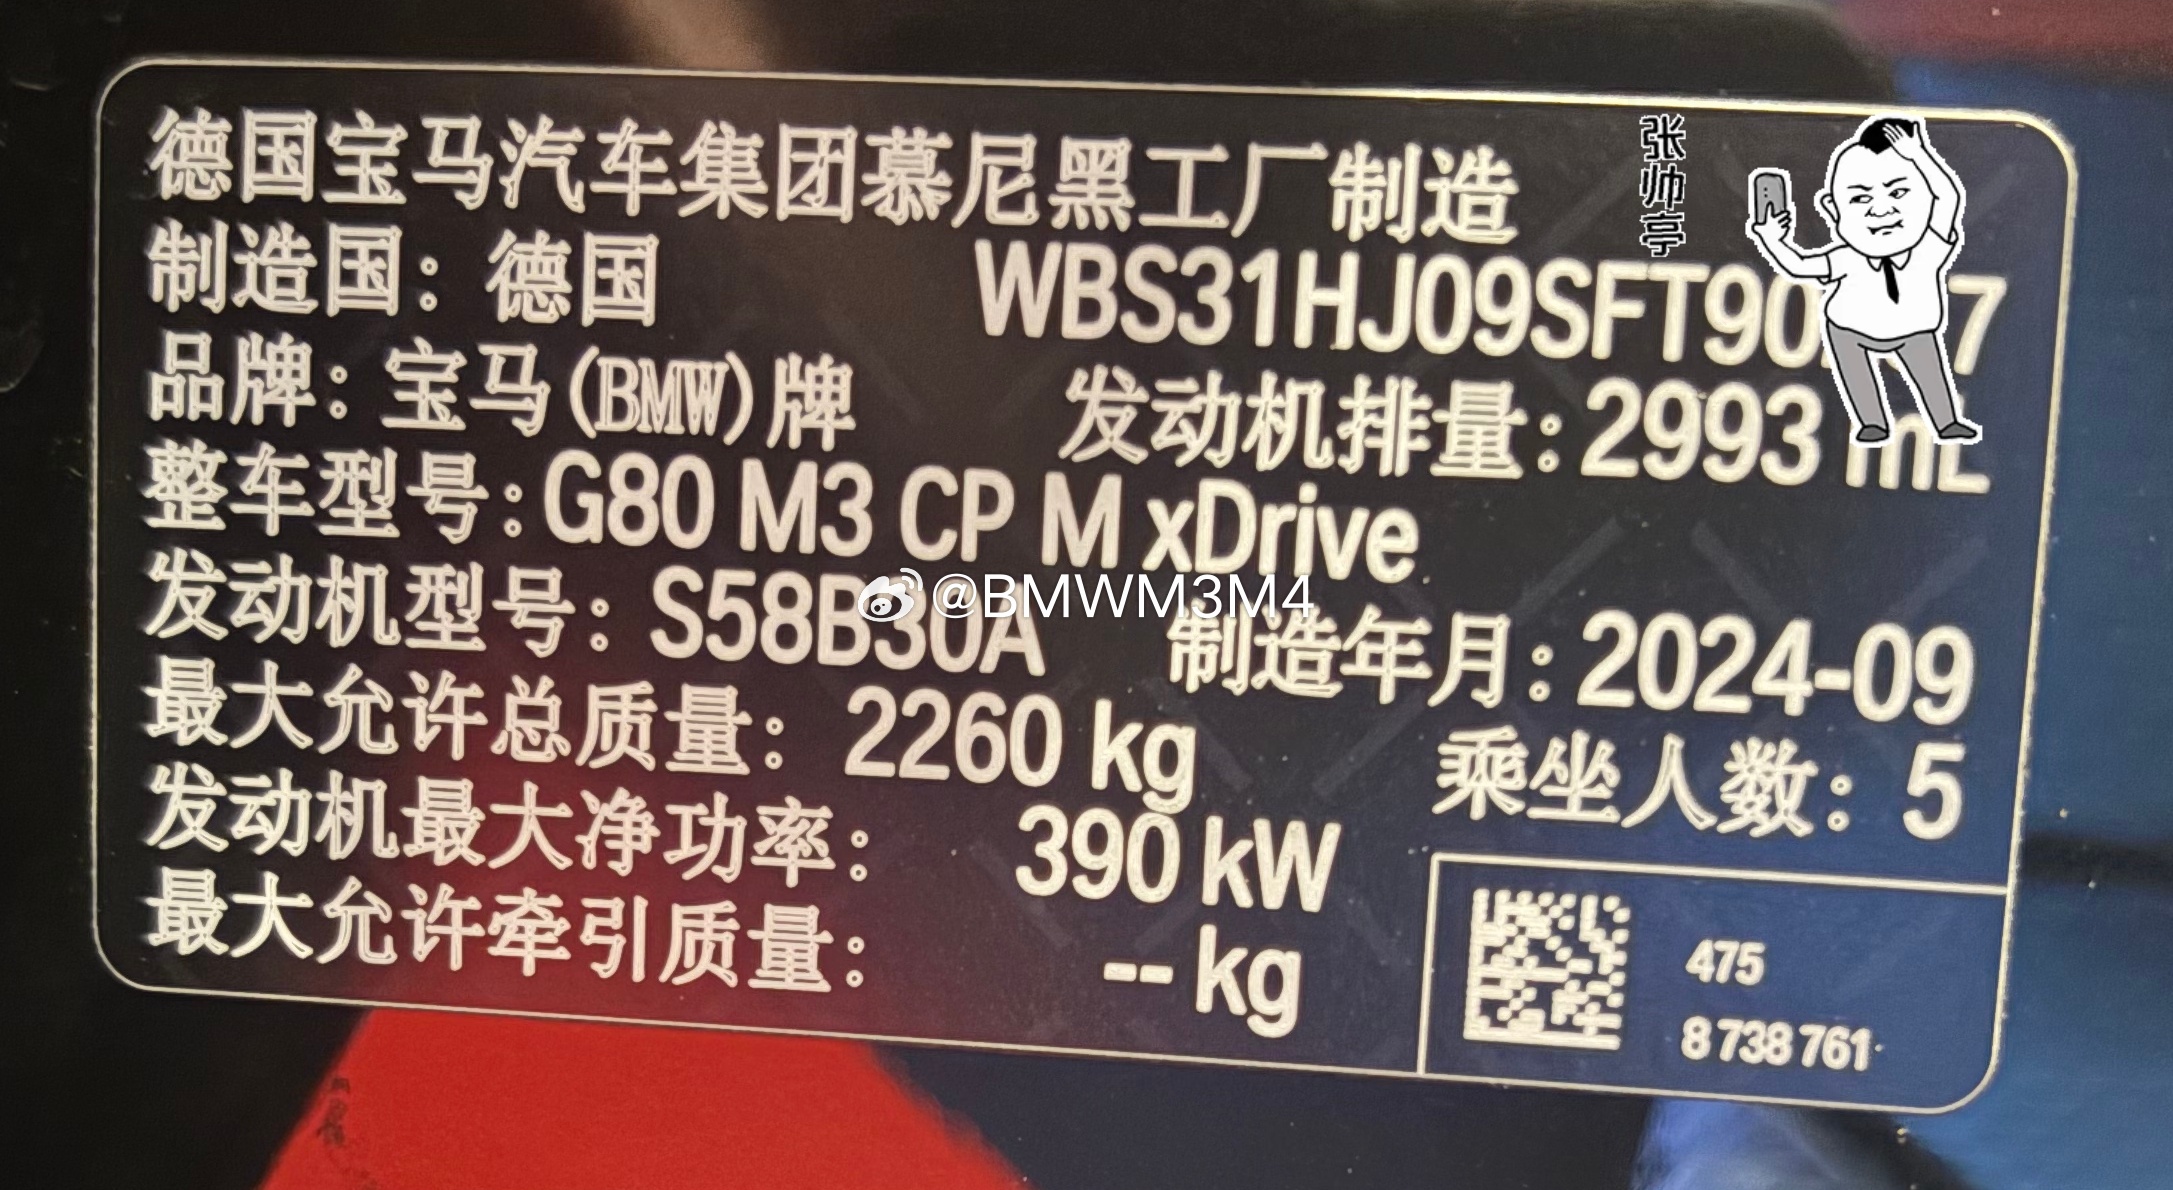 德国宝马汽车集团慕尼黑工厂制造
张帅亭
制造国：德国 WBS31HJ09SFT90 7
品牌：宝马(BMW)牌 发动机排量：2993 mL
整车型号：G80 M3 CP M xDrive
@BMWM3M4
发动机型号：S58B30A 制造年月：2024-09
最大允许总质量：2260 kg 乘坐人数：5
发动机最大净功率：390 kW
最大允许牵引质量：-- kg
475
8 738 761